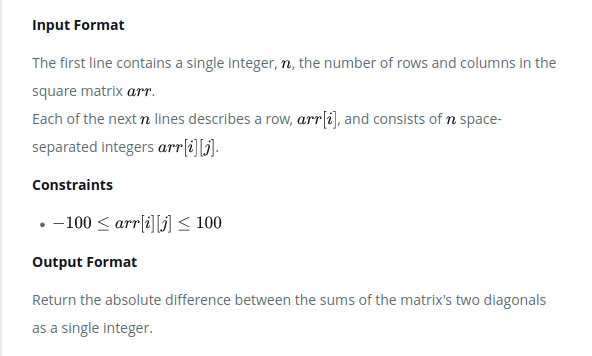 Input Format
The first line contains a single integer, n, the number of rows and columns in the
square matrix arr.
Each of the next n lines describes a row, arr[i], and consists of n space-
separated integers arr[i][j].
Constraints
• −100 ≤ arr[i][j] ≤ 100
Output Format
Return the absolute difference between the sums of the matrix's two diagonals
as a single integer.